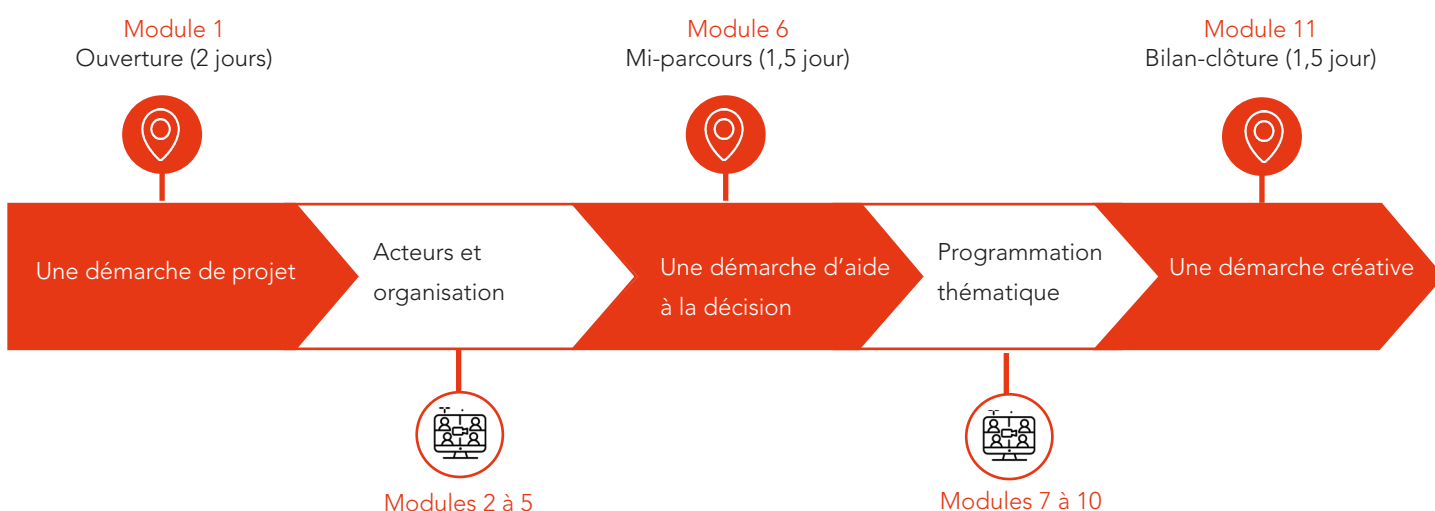 Module 1
Ouverture (2 jours)
Module 6
Mi-parcours (1,5 jour)
Module 11
Bilan-clôture (1,5 jour)
Une démarche de projet
Acteurs et
organisation
Une démarche d’aide
à la décision
Programmation
thématique
Une démarche créative
Modules 2 à 5
Modules 7 à 10